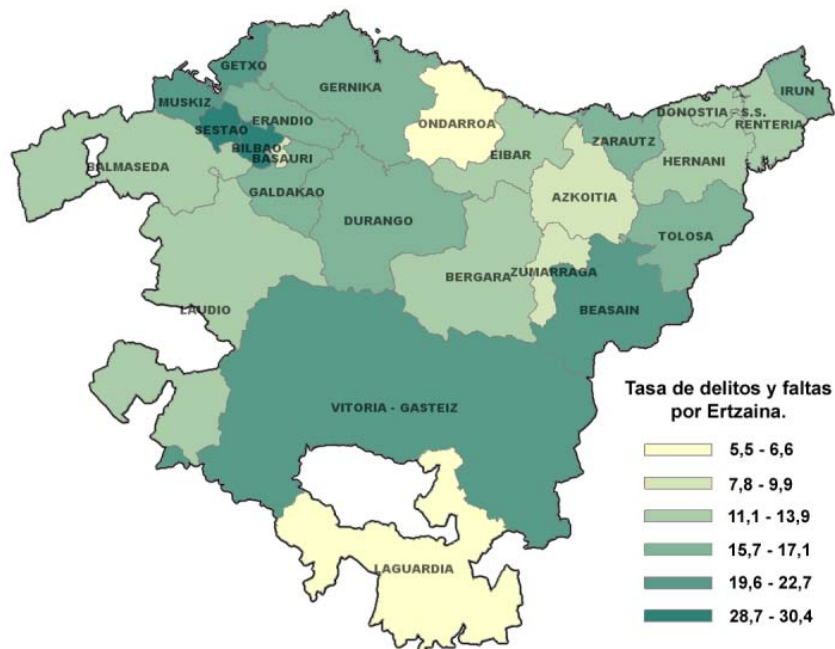 GETXO
GERNIKA
MUSKIZ
IRUN
ERANDIO
DONOSTIA - S.S.
SESTAO
ONDARROA
RENTERIA
BILBAO
ZARAUTZ
BASAURI
EIBAR
HERNANI
BALMASEDA
GALDAKAO
AZKOITIA
DURANGO
TOLOSA
BERGARA
ZUMARRAGA
LAUDIO
BEASAIN
VITORIA - GASTEIZ
LAGUARDIA
Tasa de delitos y faltas
por Ertzaina.
5,5 - 6,6
7,8 - 9,9
11,1 - 13,9
15,7 - 17,1
19,6 - 22,7
28,7 - 30,4